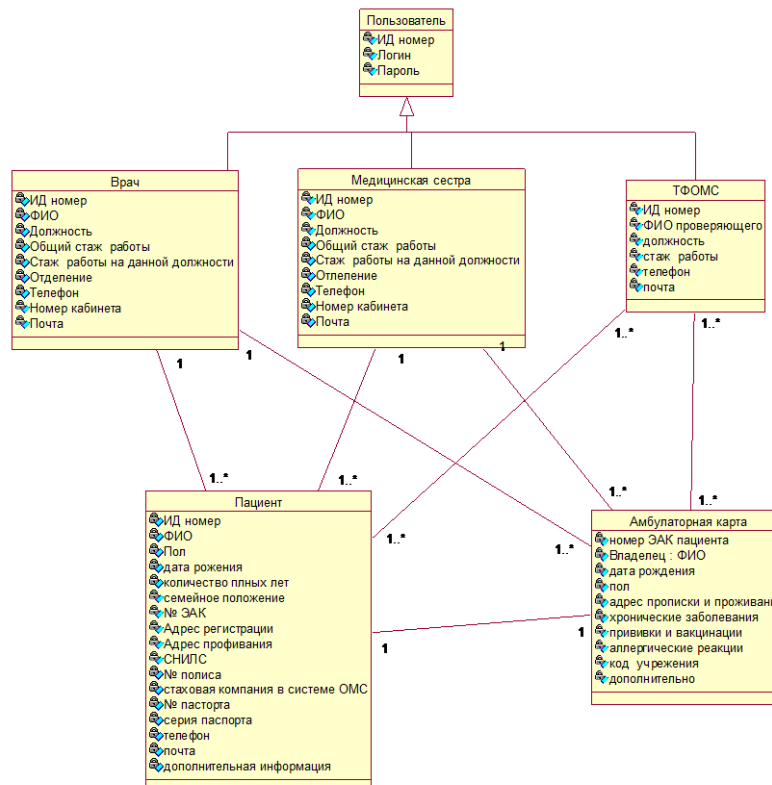 Пользователь
ИД номер
Логин
Пароль
Врач
ИД номер
ФИО
Должность
Общий стаж работы
Стаж работы на данной должности
Отделение
Телефон
Номер кабинета
Почта
Медицинская сестра
ИД номер
ФИО
Должность
Общий стаж работы
Стаж работы на данной должности
Отлеление
Телефон
Номер кабинета
Почта
ТФОМС
ИД номер
ФИО проверяющего
должность
стаж работы
телефон
почта
1
1
1
1
1..*
1..*
1..*
1..*
1..*
1..*
1..*
1..*
1
1
Пациент
ИД номер
ФИО
Пол
дата рожения
количество плных лет
семейное положение
№ ЭАК
Адрес регистрации
Адрес профивания
СНИЛС
№ полиса
стаховая компания в системе ОМС
№ пасторта
серия паспорта
телефон
почта
дополнительная информация
Амбулаторная карта
номер ЭАК пациента
Владелец : ФИО
дата рождения
пол
адрес прописки и проживани
хронические заболевания
прививки и вакцинации
аллергические реакции
код учрежения
дополнительно